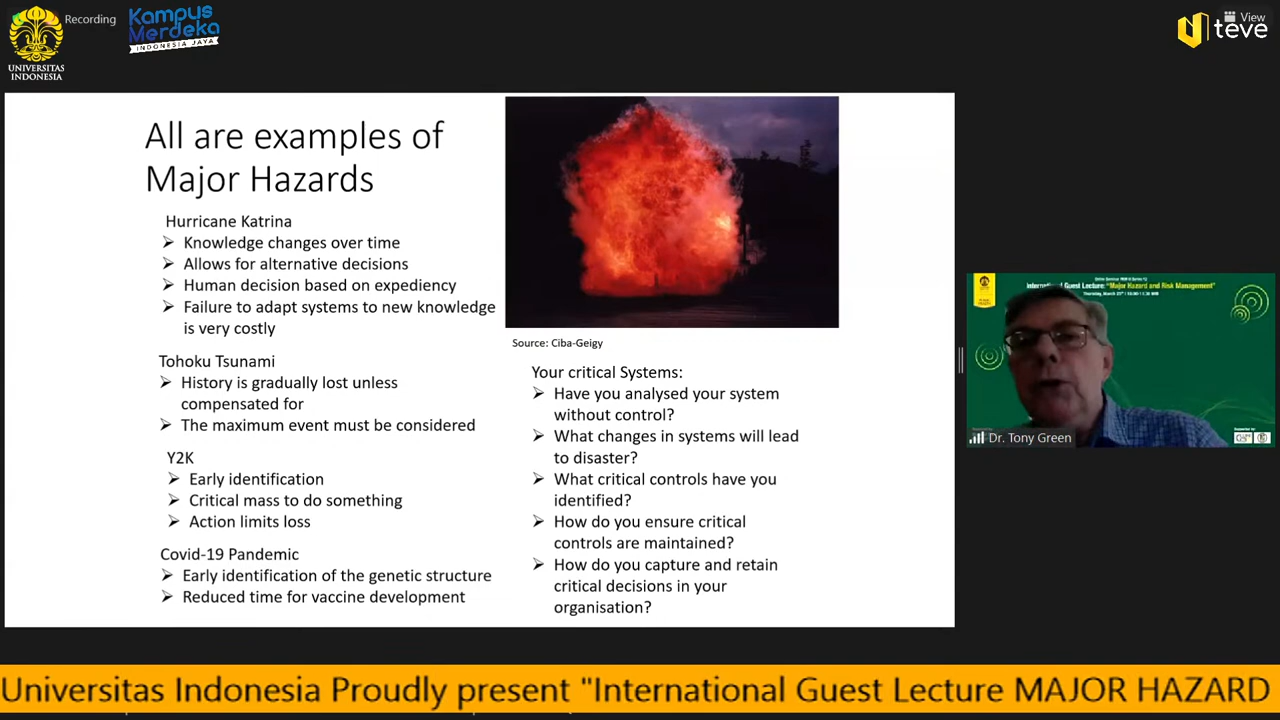 Recording
UNIVERSITAS
INDONESIA
Kampus
Merdeka
INDONESIA JAYA
View
teve
All are examples of
Major Hazards
Hurricane Katrina
Knowledge changes over time
Allows for alternative decisions
Human decision based on expediency
Failure to adapt systems to new knowledge
is very costly
Tohoku Tsunami
History is gradually lost unless
compensated for
The maximum event must be considered
Y2K
Early identification
Critical mass to do something
Action limits loss
Covid-19 Pandemic
Early identification of the genetic structure
Reduced time for vaccine development
Source: Ciba-Geigy
Your critical Systems:
Have you analysed your system
without control?
What changes in systems will lead
to disaster?
What critical controls have you
identified?
How do you ensure critical
controls are maintained?
How do you capture and retain
critical decisions in your
organisation?
International Guest Lecture: "Major Hazard and Risk Management"
Dr. Tony Green
Universitas Indonesia Proudly present "International Guest Lecture MAJOR HAZARD